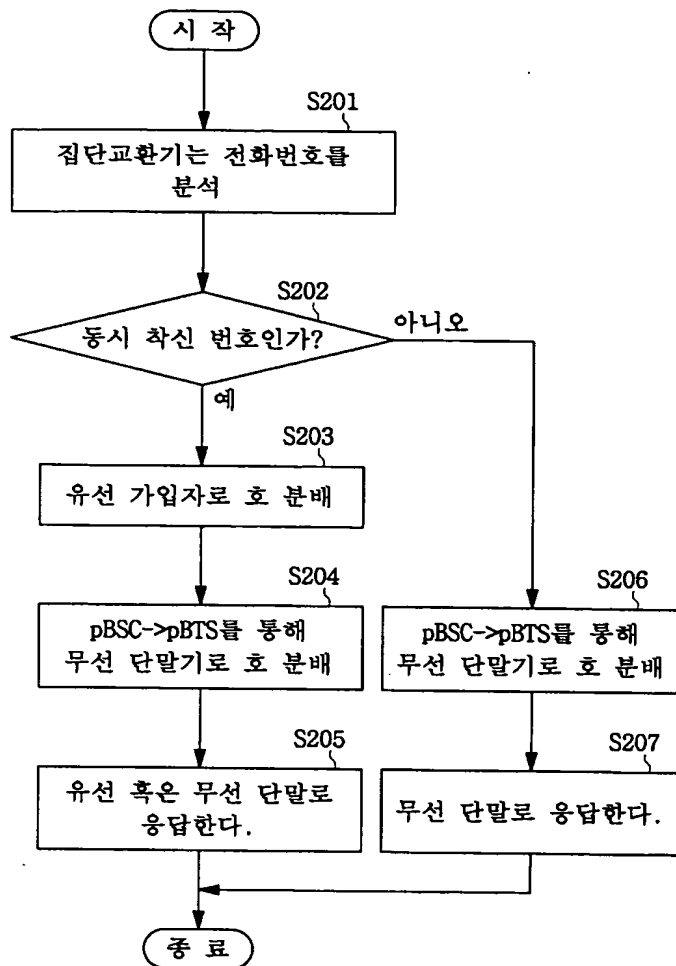 시 작
S201
집단교환기는 전화번호를
분석
S202
동시 착신 번호인가?
아니오
예
S203
유선 가입자로 호 분배
S204
pBSC->pBTS를 통해
무선 단말기로 호 분배
S206
pBSC->pBTS를 통해
무선 단말기로 호 분배
S205
유선 혹은 무선 단말로
응답한다.
S207
무선 단말로 응답한다.
종 료